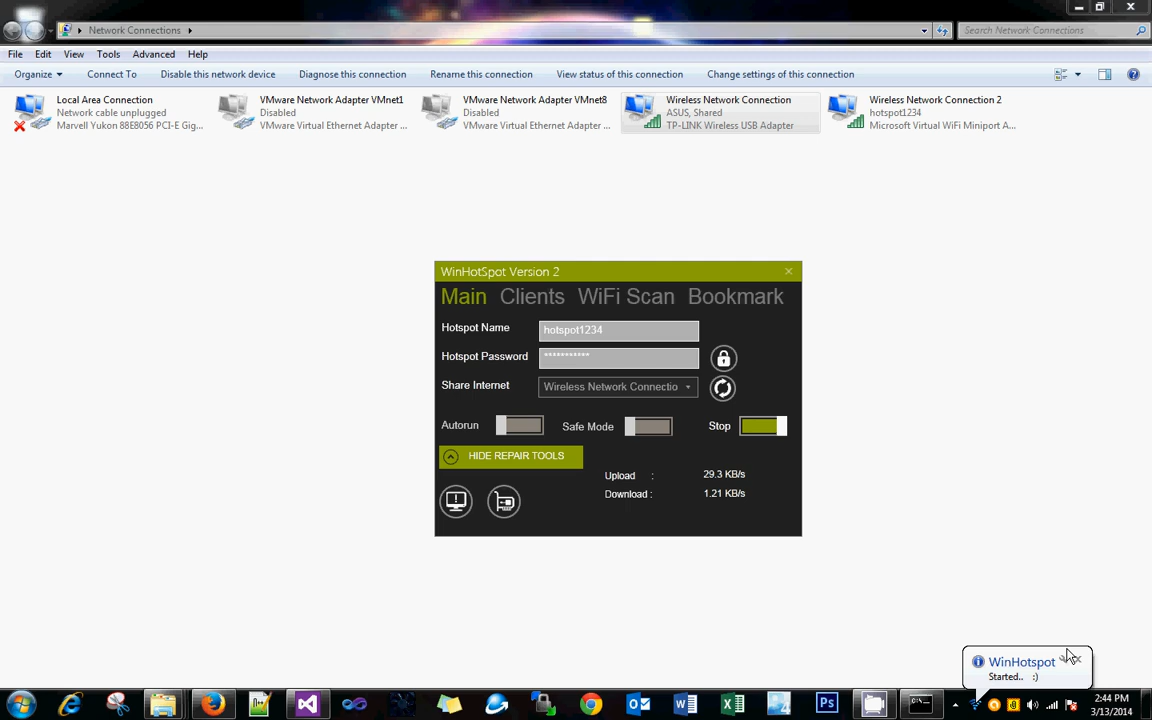 Network Connections
Search Network Connections
File Edit View Tools Advanced Help
Organize Connect To Disable this network device Diagnose this connection Rename this connection View status of this connection Change settings of this connection
Local Area Connection
Network cable unplugged
Marvell Yukon 88E8056 PCI-E Gig...
VMware Network Adapter VMnet1
Disabled
VMware Virtual Ethernet Adapter ...
VMware Network Adapter VMnet8
Disabled
VMware Virtual Ethernet Adapter ...
Wireless Network Connection
ASUS, Shared
TP-LINK Wireless USB Adapter
Wireless Network Connection 2
hotspot1234
Microsoft Virtual WiFi Miniport A...
WinHotSpot Version 2
Main Clients WiFi Scan Bookmark
Hotspot Name hotspot1234
Hotspot Password ***********
Share Internet Wireless Network Connectio
Autorun Safe Mode Stop
HIDE REPAIR TOOLS
Upload : 29.3 KB/s
Download : 1.21 KB/s
WinHotspot
Started.. :)
Ps
2:44 PM
3/13/2014